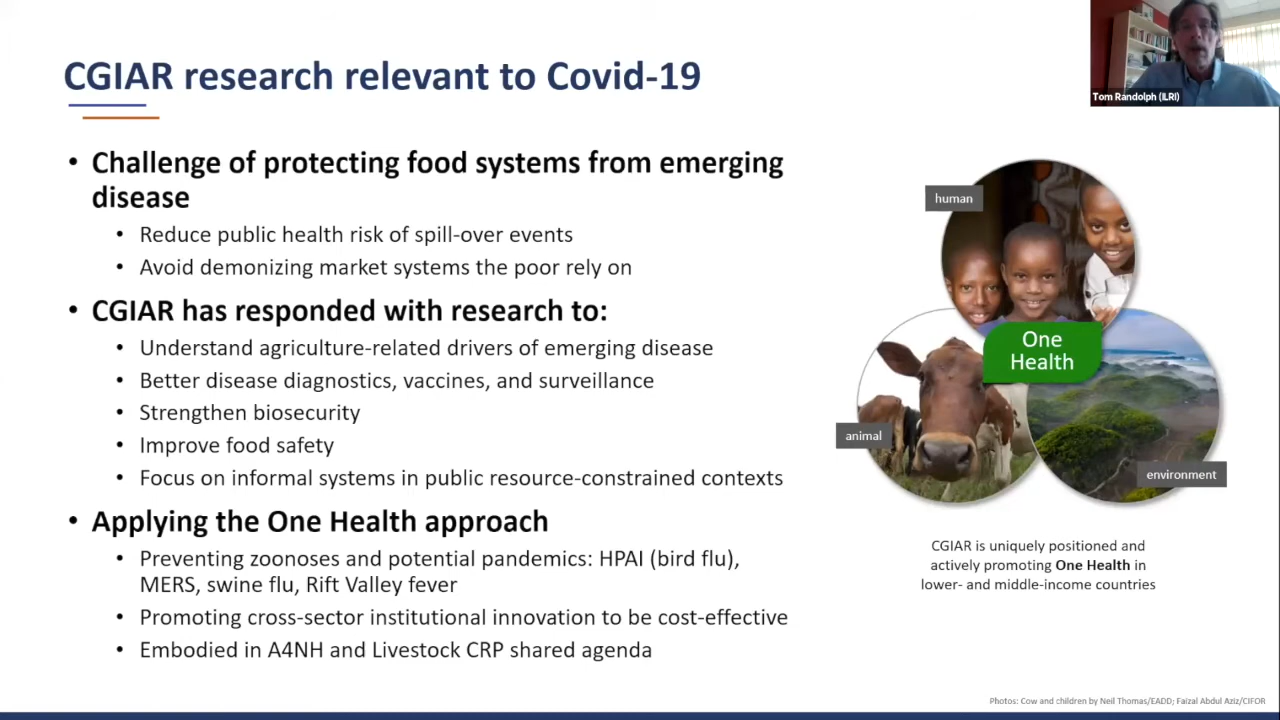 CGIAR research relevant to Covid-19
Tom Randolph (ILRI)
• Challenge of protecting food systems from emerging
disease
• Reduce public health risk of spill-over events
• Avoid demonizing market systems the poor rely on
• CGIAR has responded with research to:
• Understand agriculture-related drivers of emerging disease
• Better disease diagnostics, vaccines, and surveillance
• Strengthen biosecurity
• Improve food safety
• Focus on informal systems in public resource-constrained contexts
• Applying the One Health approach
• Preventing zoonoses and potential pandemics: HPAI (bird flu),
MERS, swine flu, Rift Valley fever
• Promoting cross-sector institutional innovation to be cost-effective
• Embodied in A4NH and Livestock CRP shared agenda
human
One
Health
animal
environment
CGIAR is uniquely positioned and
actively promoting One Health in
lower- and middle-income countries
Photos: Cow and children by Neil Thomas/EADD; Faizal Abdul Aziz/CIFOR